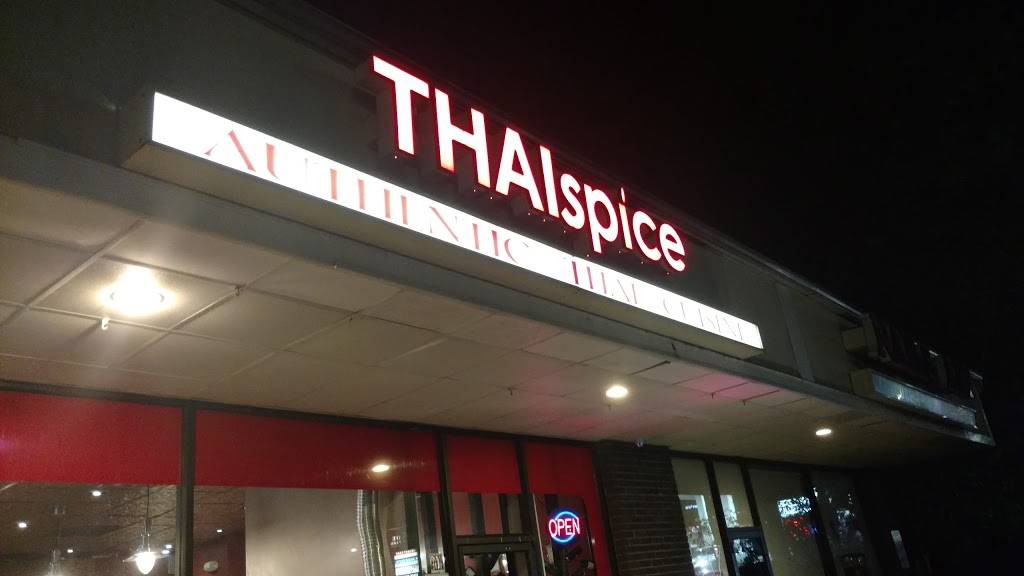 THAIspice
AUTHENTIC THAI CUISINE
OPEN